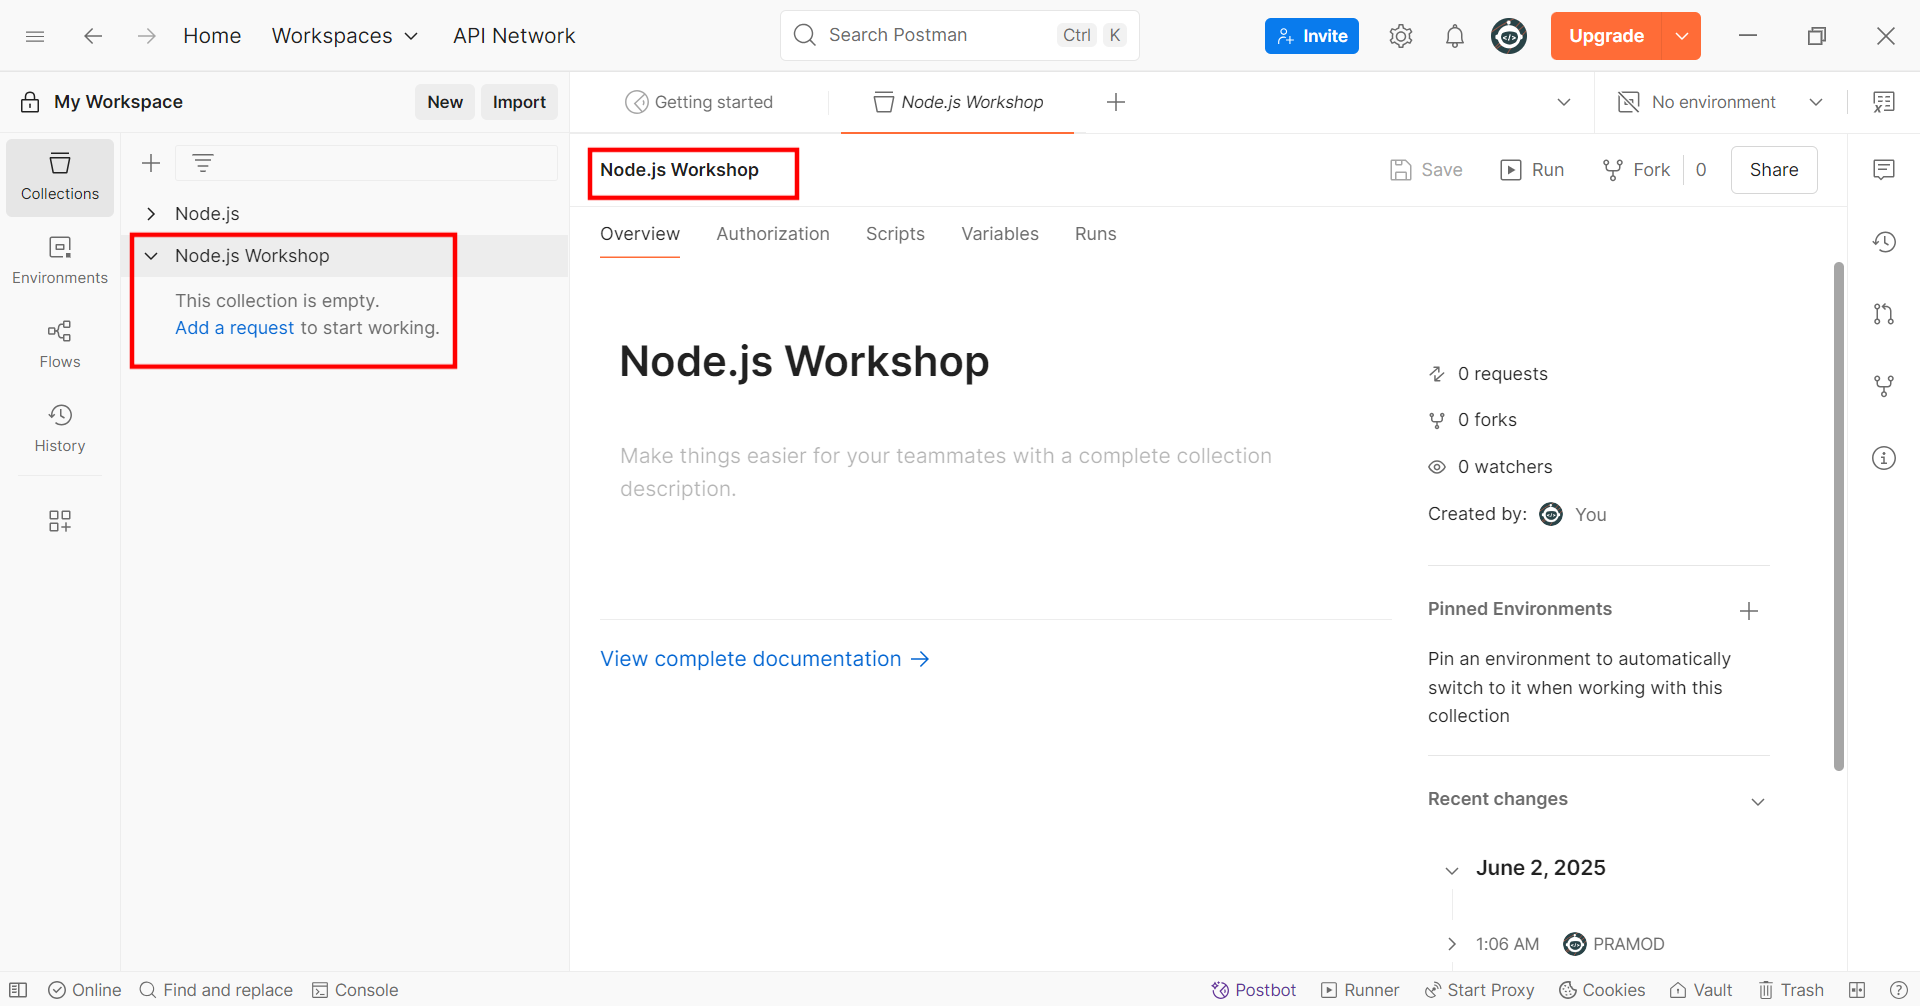 Home Workspaces API Network Search Postman Ctrl K Invite Upgrade
My Workspace New Import Getting started Node.js Workshop No environment
Collections
Environments
Flows
History
Node.js
Node.js Workshop
This collection is empty.
Add a request to start working.
Node.js Workshop Save Run Fork 0 Share
Overview Authorization Scripts Variables Runs
Node.js Workshop
Make things easier for your teammates with a complete collection
description.
View complete documentation →
0 requests
0 forks
0 watchers
Created by: You
Pinned Environments
Pin an environment to automatically
switch to it when working with this
collection
Recent changes
June 2, 2025
1:06 AM PRAMOD
Online Find and replace Console Postbot Runner Start Proxy Cookies Vault Trash